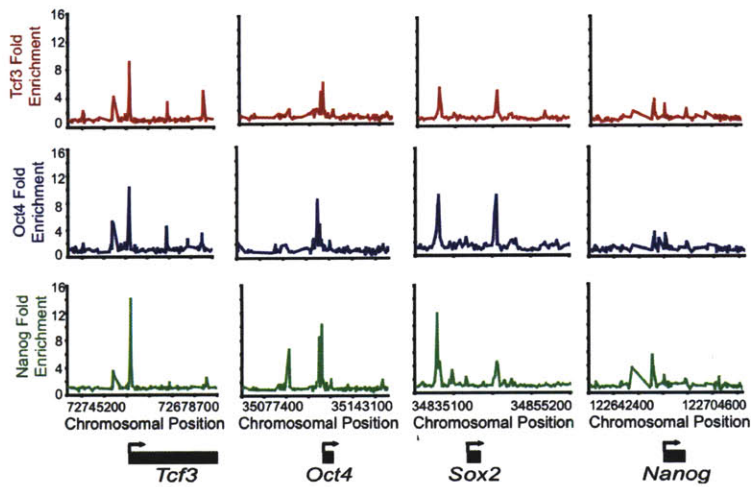 Tcf3 Fold
Enrichment
16
12
8
4
0
Oct4 Fold
Enrichment
16
12
8
4
0
Nanog Fold
Enrichment
16
12
8
4
0
72745200 72678700
35077400 35143100
34835100 34855200
122642400 122704600
Chromosomal Position Chromosomal Position Chromosomal Position Chromosomal Position
Tcf3 Oct4 Sox2 Nanog